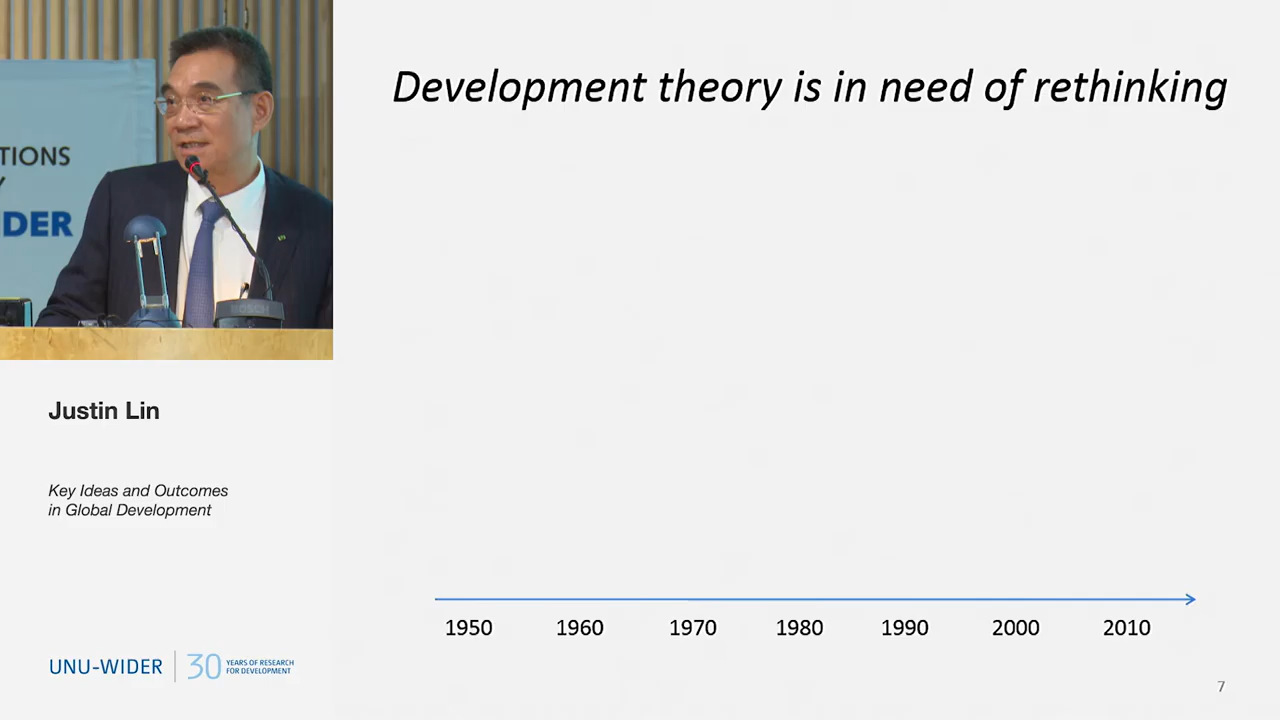 Development theory is in need of rethinking
TIONS
Y
DER
BOSCH
Justin Lin
Key Ideas and Outcomes
in Global Development
1950 1960 1970 1980 1990 2000 2010
UNU-WIDER
30 YEARS OF RESEARCH
FOR DEVELOPMENT
7